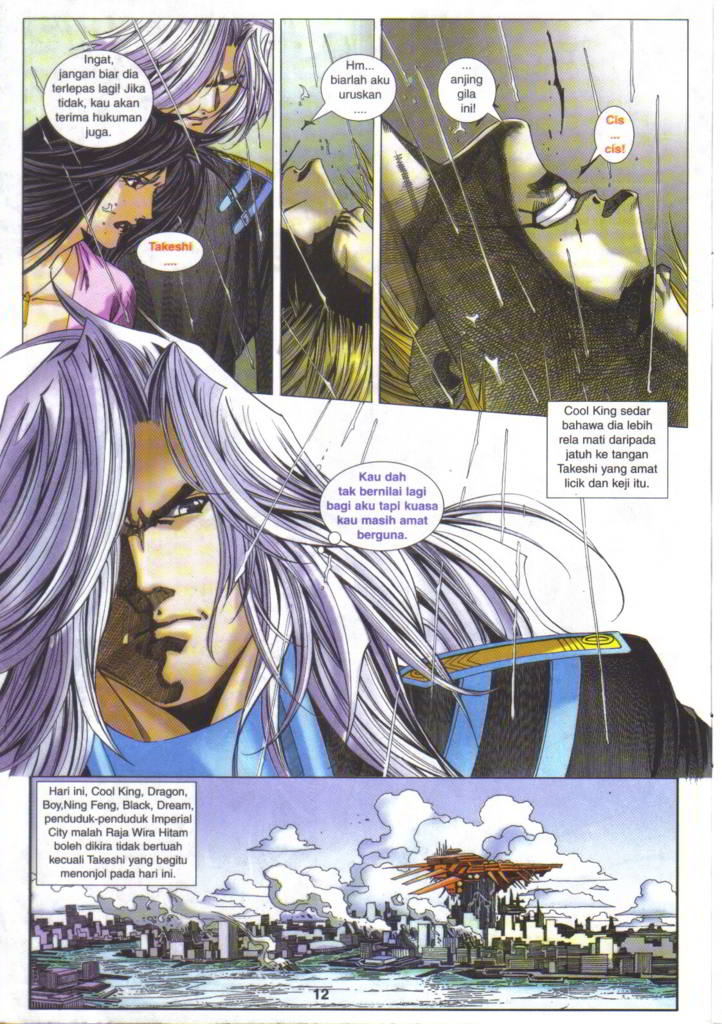 Ingat,
jangan biar dia
terlepas lagi! Jika
tidak, kau akan
terima hukuman
juga.
Takeshi
....
Hm...
biarlah aku
uruskan
....
...
anjing
gila
ini!
Cis
...
cis!
Cool King sedar
bahawa dia lebih
rela mati daripada
jatuh ke tangan
Takeshi yang amat
licik dan keji itu.
Kau dah
tak bernilai lagi
bagi aku tapi kuasa
kau masih amat
berguna.
Hari ini, Cool King, Dragon,
Boy,Ning Feng, Black, Dream,
penduduk-penduduk Imperial
City malah Raja Wira Hitam
boleh dikira tidak bertuah
kecuali Takeshi yang begitu
menonjol pada hari ini.
12